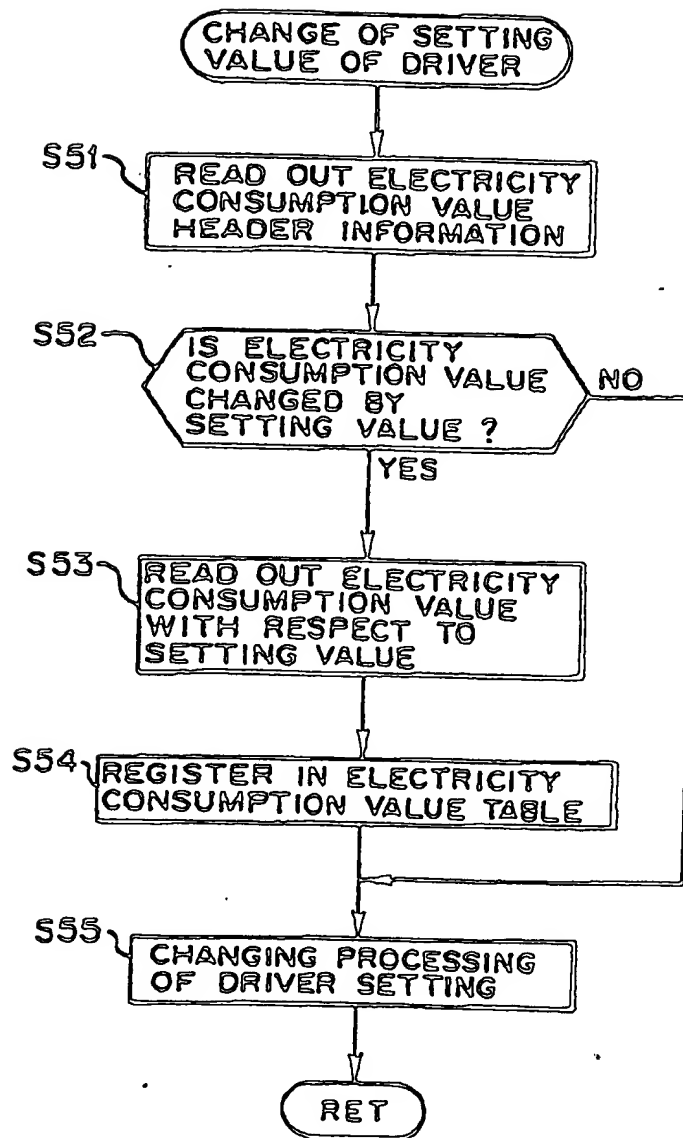 CHANGE OF SETTING
VALUE OF DRIVER
S51
READ OUT ELECTRICITY
CONSUMPTION VALUE
HEADER INFORMATION
S52
IS ELECTRICITY
CONSUMPTION VALUE
CHANGED BY
SETTING VALUE ?
NO
YES
S53
READ OUT ELECTRICITY
CONSUMPTION VALUE
WITH RESPECT TO
SETTING VALUE
S54
REGISTER IN ELECTRICITY
CONSUMPTION VALUE TABLE
S55
CHANGING PROCESSING
OF DRIVER SETTING
RET